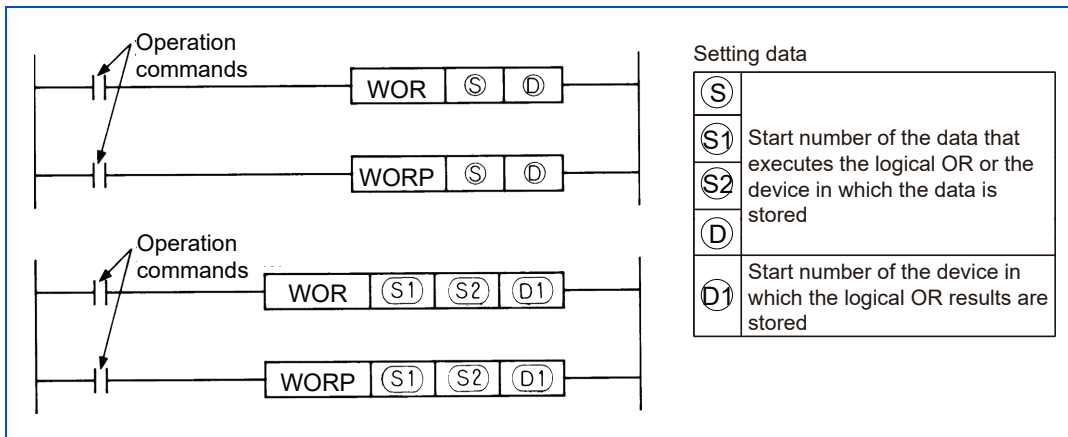 Operation
commands
WOR Ⓢ Ⓓ
WORP Ⓢ Ⓓ
Operation
commands
WOR S1 S2 D1
WORP S1 S2 D1
Setting data
Ⓢ
S1
S2
Ⓓ
Start number of the data that
executes the logical OR or the
device in which the data is
stored
D1
Start number of the device in
which the logical OR results are
stored